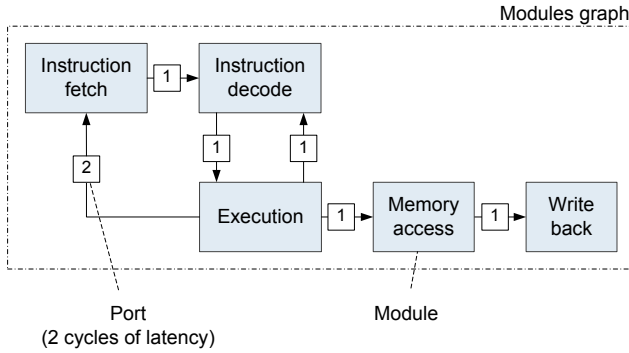 Modules graph
Instruction
fetch
1
Instruction
decode
1
1
2
Execution
1
Memory
access
1
Write
back
Port
(2 cycles of latency)
Module